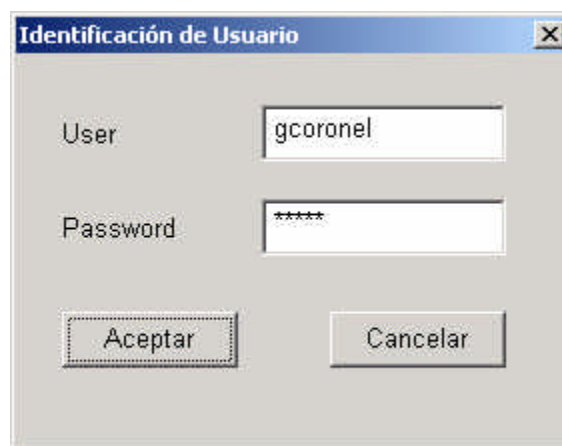 Identificación de Usuario
User gcoronel
Password *****
Aceptar Cancelar